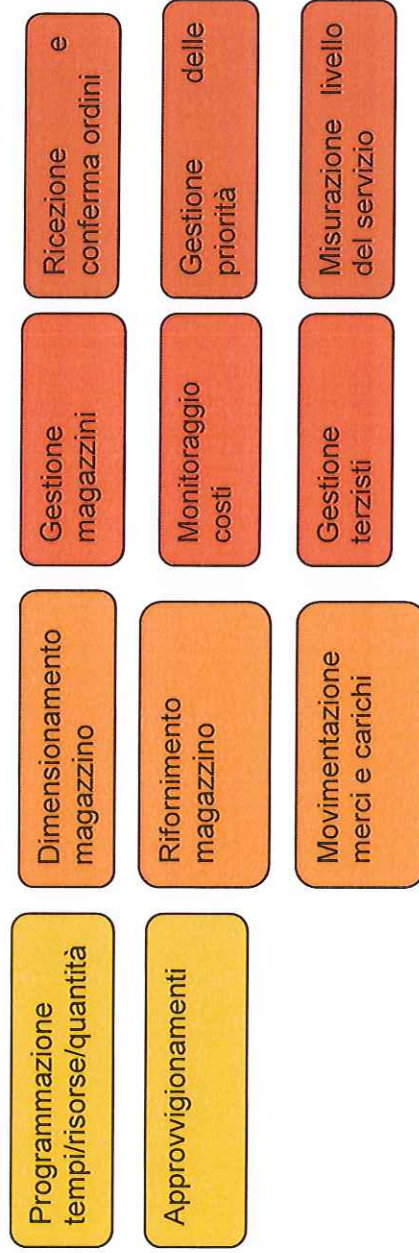 Programmazione
tempi/risorse/quantità
Approvvigionamenti
Dimensionamento
magazzino
Rifornimento
magazzino
Movimentazione
merci e carichi
Gestione
magazzini
Monitoraggio
costi
Gestione
terzisti
Ricezione e
conferma ordini
Gestione delle
priorità
Misurazione livello
del servizio